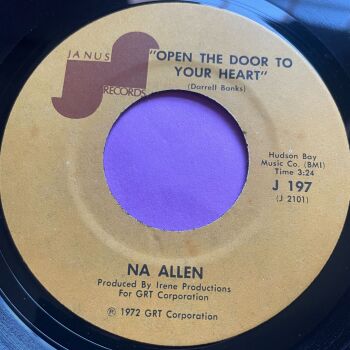 JANUS
RECORDS
"OPEN THE DOOR TO
YOUR HEART"
(Darrell Banks)
Hudson Bay
Music Co. (BMI)
Time 3:24
J 197
(J 2101)
NA ALLEN
Produced By Irene Productions
For GRT Corporation
℗ 1972 GRT Corporation